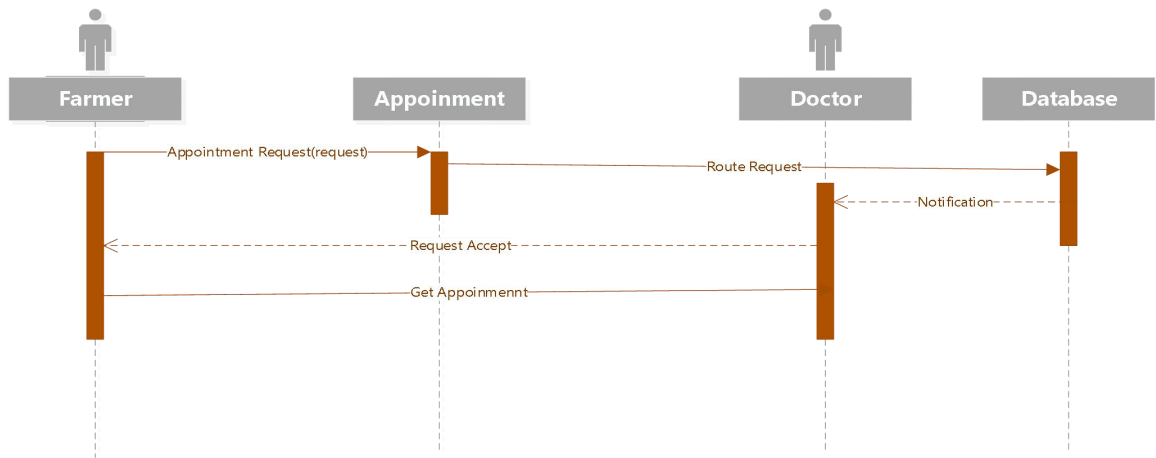 Farmer
Appoinment
Doctor
Database
Appointment Request(request)
Route Request
Notification
Request Accept
Get Appoinmennt